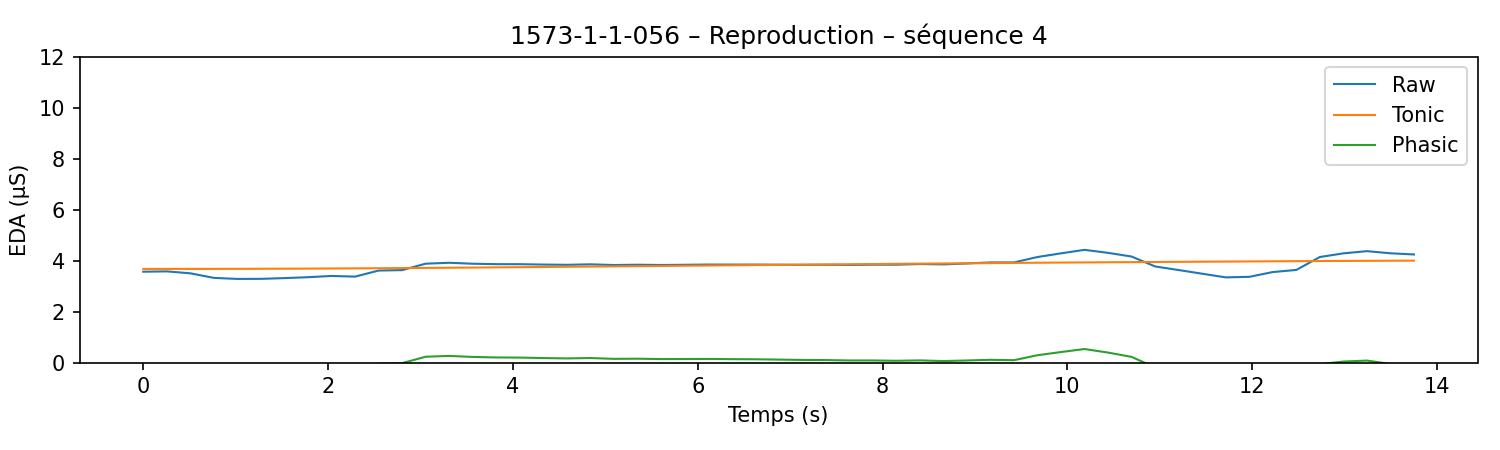 1573-1-1-056 – Reproduction – séquence 4
EDA (µS)
12
10
8
6
4
2
0
Raw
Tonic
Phasic
0 2 4 6 8 10 12 14
Temps (s)